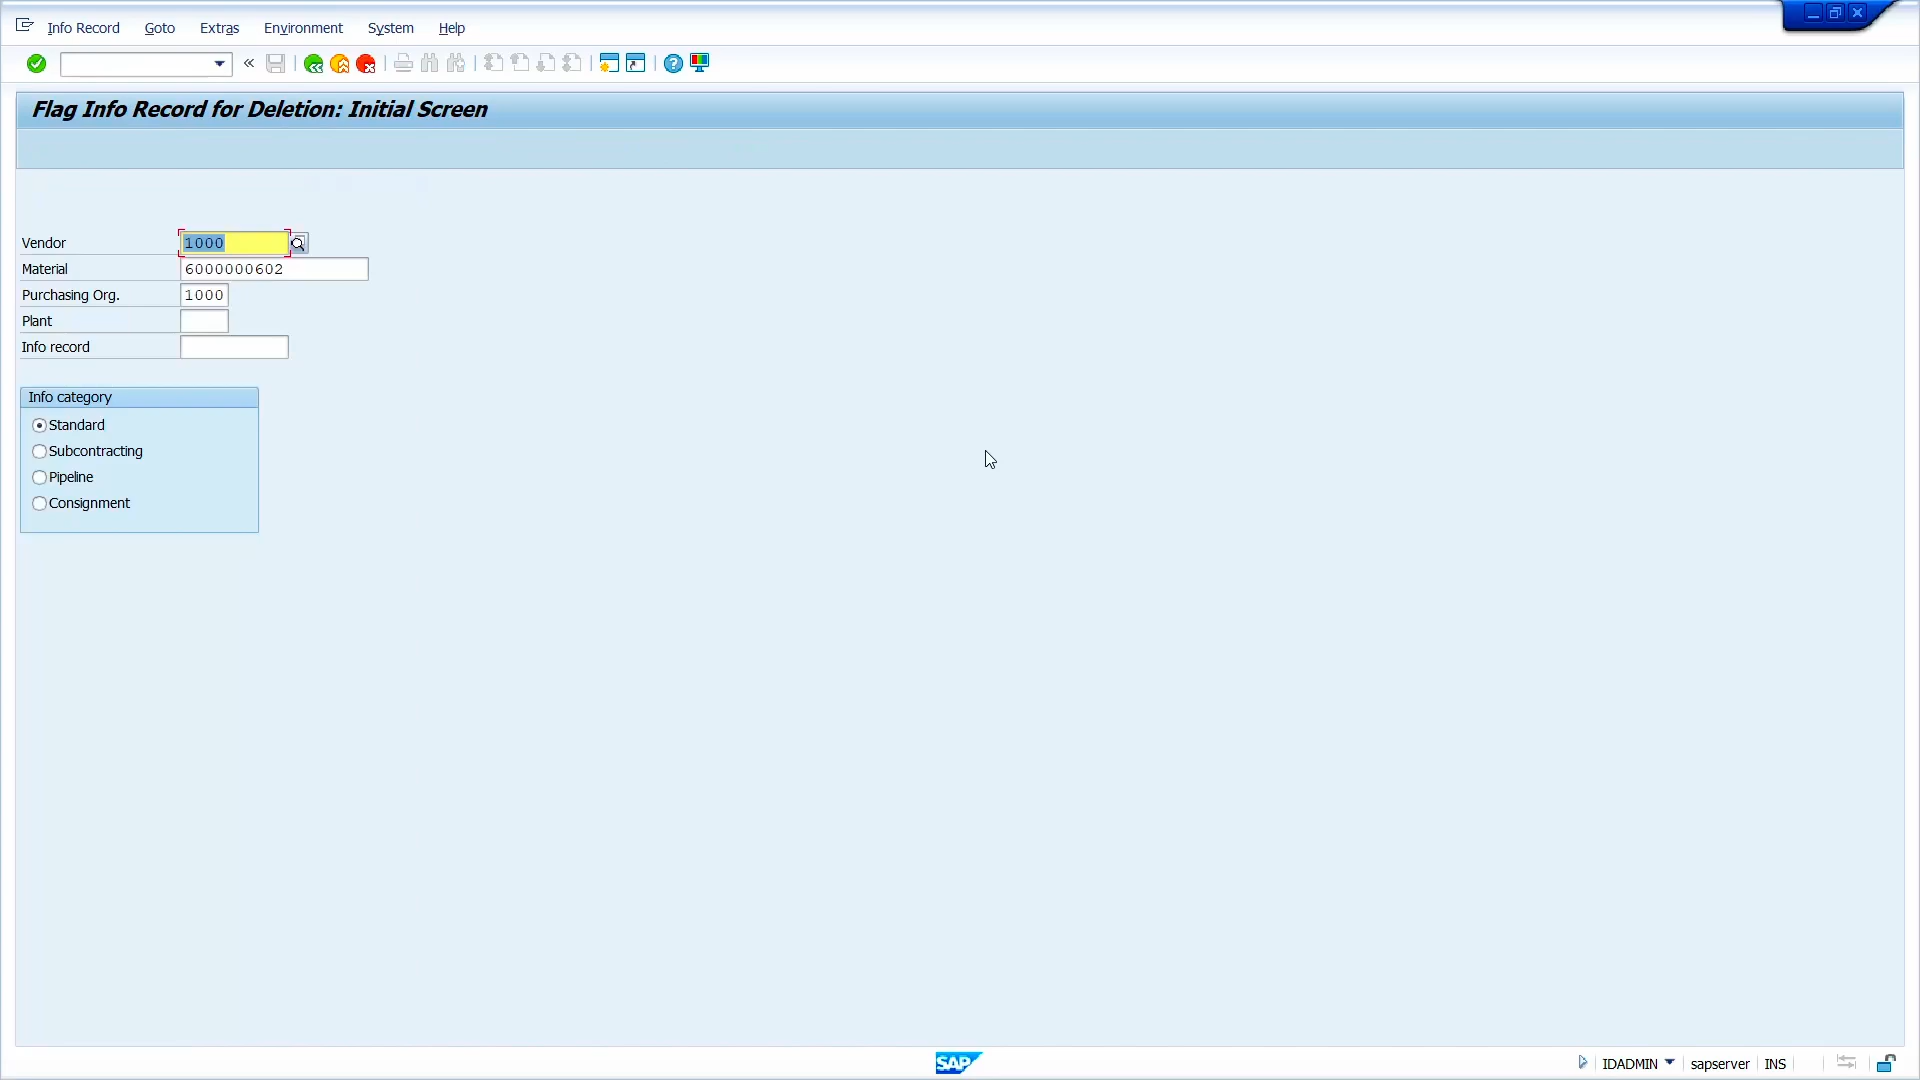 Info Record Goto Extras Environment System Help
Flag Info Record for Deletion: Initial Screen
Vendor 1000
Material 6000000602
Purchasing Org. 1000
Plant
Info record
Info category
Standard
Subcontracting
Pipeline
Consignment
SAP
IDADMIN sapserver INS